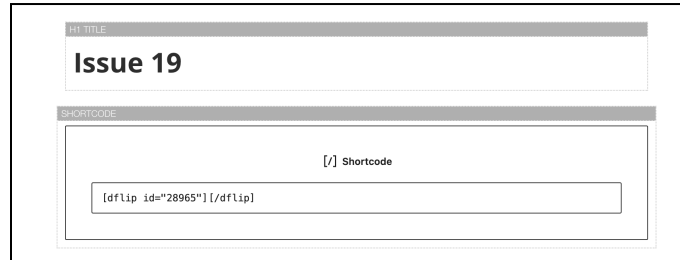 H1 TITLE
Issue 19
SHORTCODE
[/] Shortcode
[dflip id="28965"][/dflip]